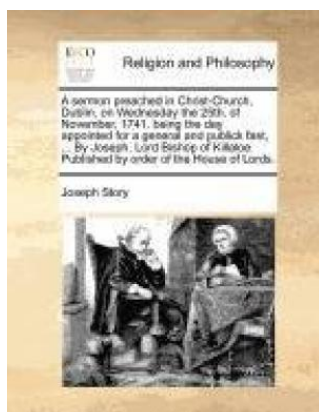 ECCO
Religion and Philosophy
A sermon preached in Christ-Church,
Dublin, on Wednesday the 25th. of
November, 1741. being the day
appointed for a general and publick fast,
... By Joseph, Lord Bishop of Killaloe.
Published by order of the House of Lords.
Joseph Story